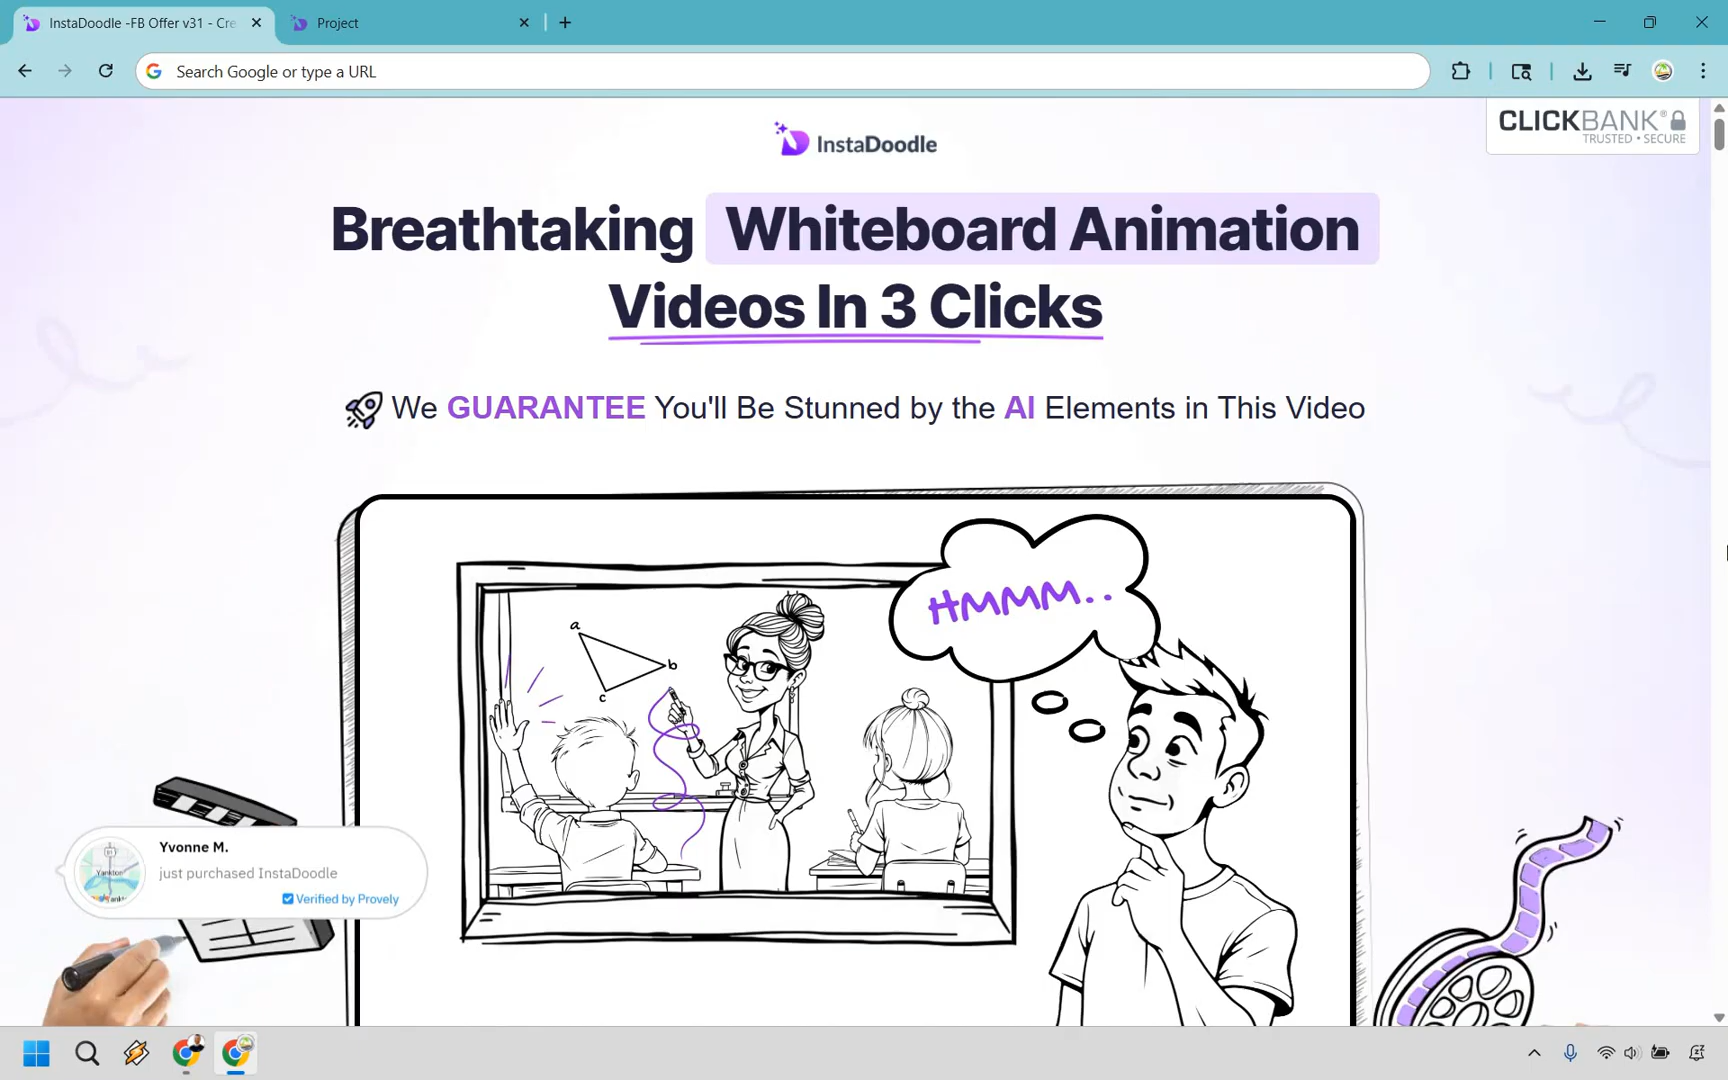 InstaDoodle -FB Offer v31 - Cre
Project
Search Google or type a URL
CLICKBANK®
TRUSTED • SECURE
InstaDoodle
Breathtaking Whiteboard Animation
Videos In 3 Clicks
We GUARANTEE You'll Be Stunned by the AI Elements in This Video
HMMM..
a
b
c
Yvonne M.
just purchased InstaDoodle
Verified by Provely
Yankton